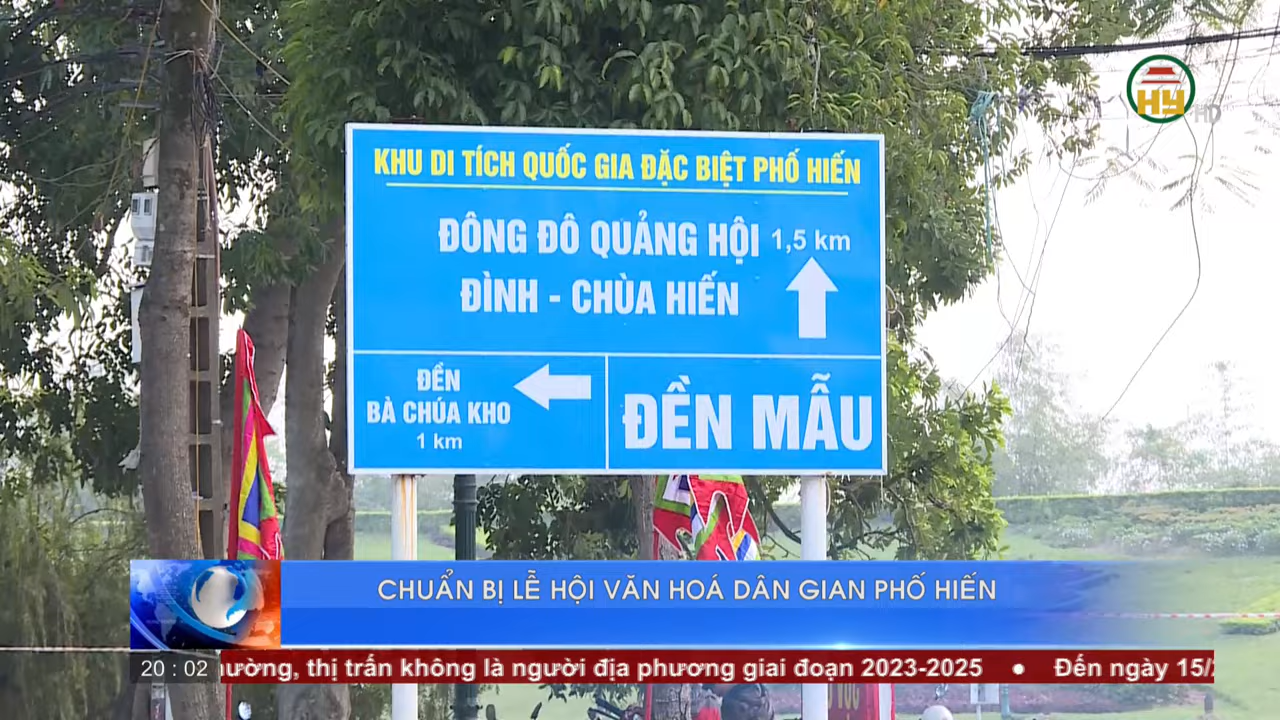 HY HD
KHU DI TÍCH QUỐC GIA ĐẶC BIỆT PHỐ HIẾN
ĐÔNG ĐÔ QUẢNG HỘI 1,5 km
ĐÌNH - CHÙA HIẾN
ĐỀN
BÀ CHÚA KHO
1 km
ĐỀN MẪU
CHUẨN BỊ LỄ HỘI VĂN HOÁ DÂN GIAN PHỐ HIẾN
20 : 02 thị trấn không là người địa phương giai đoạn 2023-2025 ● Đến ngày 15/